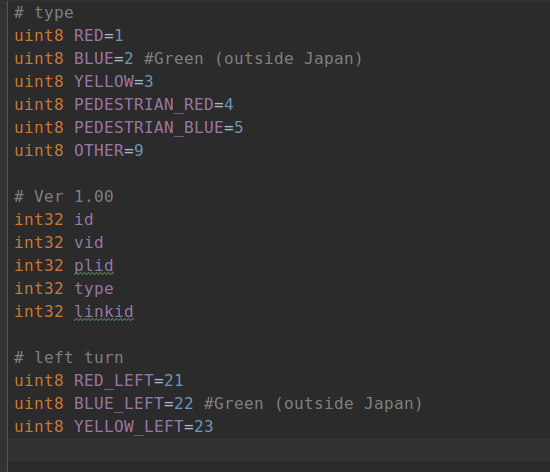 # type
uint8 RED=1
uint8 BLUE=2 #Green (outside Japan)
uint8 YELLOW=3
uint8 PEDESTRIAN_RED=4
uint8 PEDESTRIAN_BLUE=5
uint8 OTHER=9

# Ver 1.00
int32 id
int32 vid
int32 plid
int32 type
int32 linkid

# left turn
uint8 RED_LEFT=21
uint8 BLUE_LEFT=22 #Green (outside Japan)
uint8 YELLOW_LEFT=23